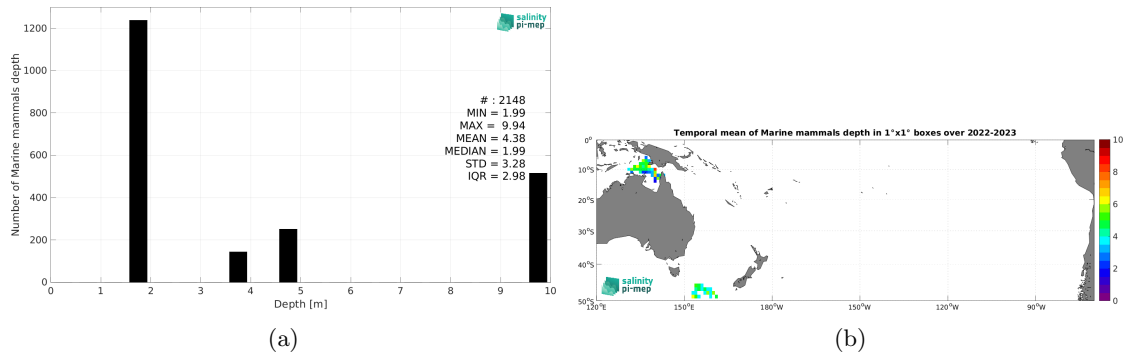 1200
1000
800
600
400
200
0
Number of Marine mammals depth
salinity
pi-mep
# : 2148
MIN = 1.99
MAX = 9.94
MEAN = 4.38
MEDIAN = 1.99
STD = 3.28
IQR = 2.98
0 1 2 3 4 5 6 7 8 9 10
Depth [m]
(a)
Temporal mean of Marine mammals depth in 1°x1° boxes over 2022-2023
0°
10°S
20°S
30°S
40°S
50°S
salinity
pi-mep
120°E 150°E 180°W 150°W 120°W 90°W
10
8
6
4
2
0
(b)